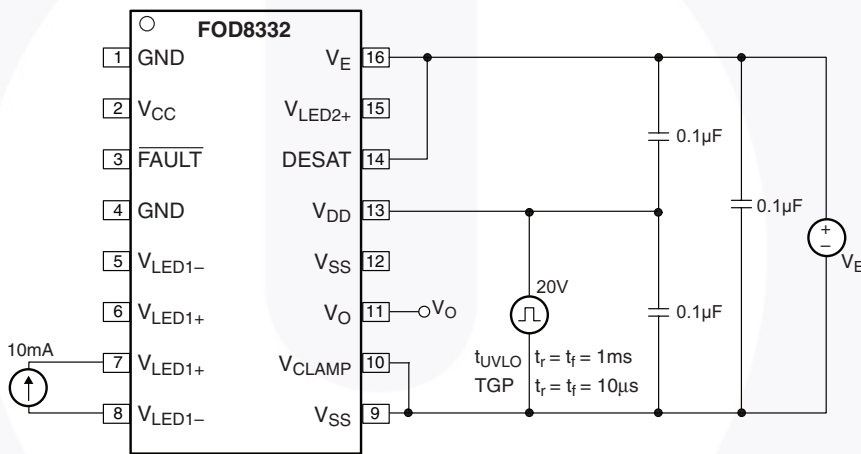 FOD8332
1 GND VE 16
2 VCC VLED2+ 15
3 FAULT DESAT 14
4 GND VDD 13
5 VLED1– VSS 12
6 VLED1+ VO 11 VO
7 VLED1+ VCLAMP 10
8 VLED1– VSS 9
10mA
0.1µF
0.1µF
0.1µF
+
–
VE
20V
tUVLO tr = tf = 1ms
TGP tr = tf = 10µs